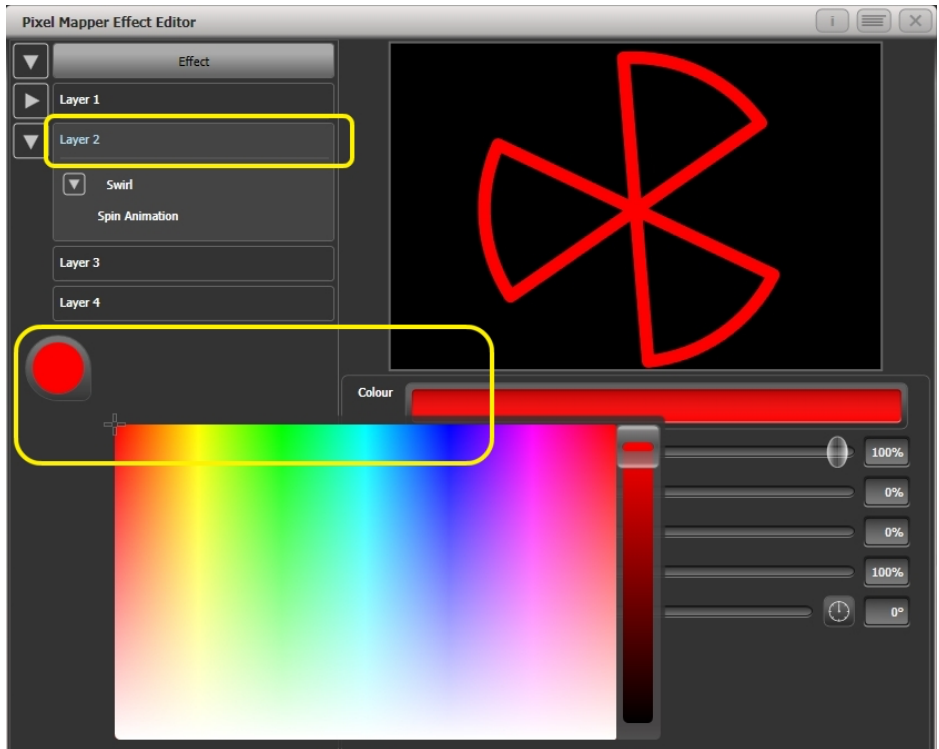 Pixel Mapper Effect Editor
i
Effect
Layer 1
Layer 2
Swirl
Spin Animation
Layer 3
Layer 4
Colour
100%
0%
0%
100%
0°